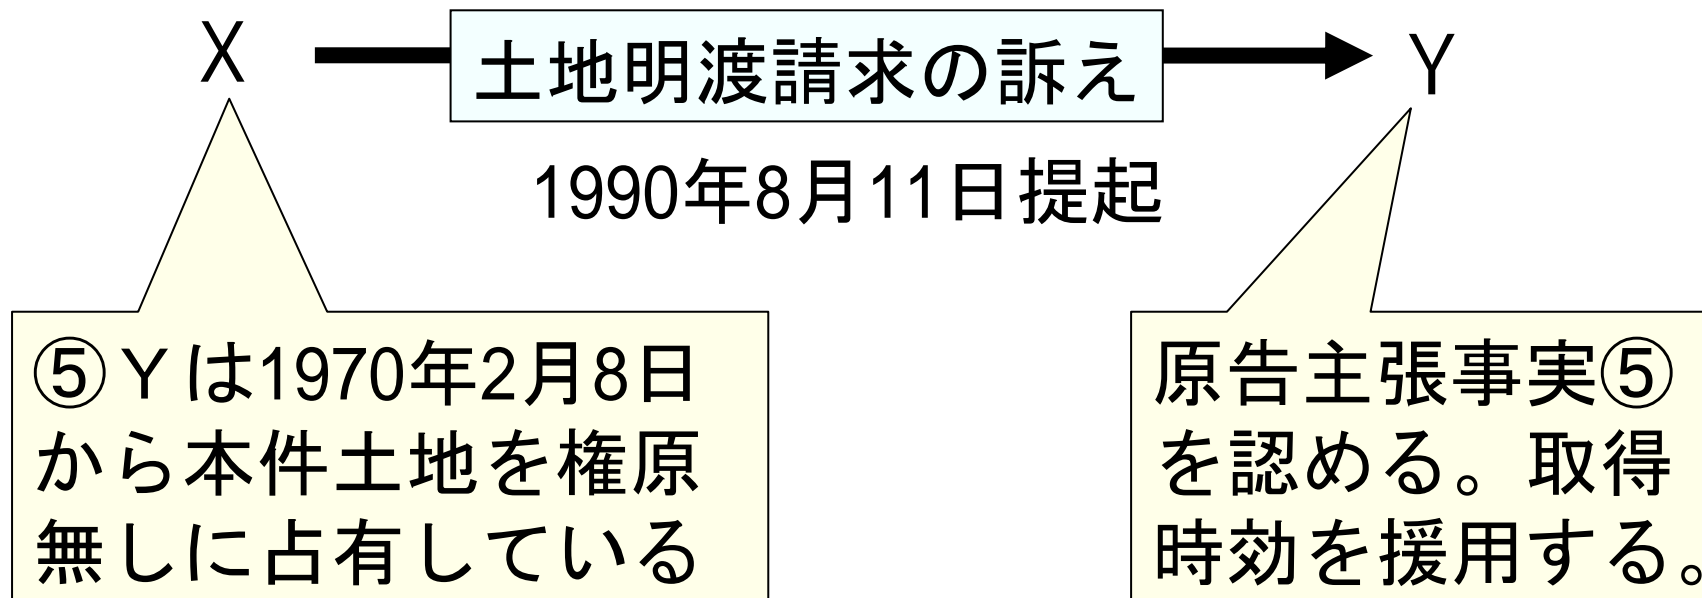 X
土地明渡請求の訴え
Y
1990年8月11日提起
⑤Yは1970年2月8日
から本件土地を権原
無しに占有している
原告主張事実⑤
を認める。取得
時効を援用する。